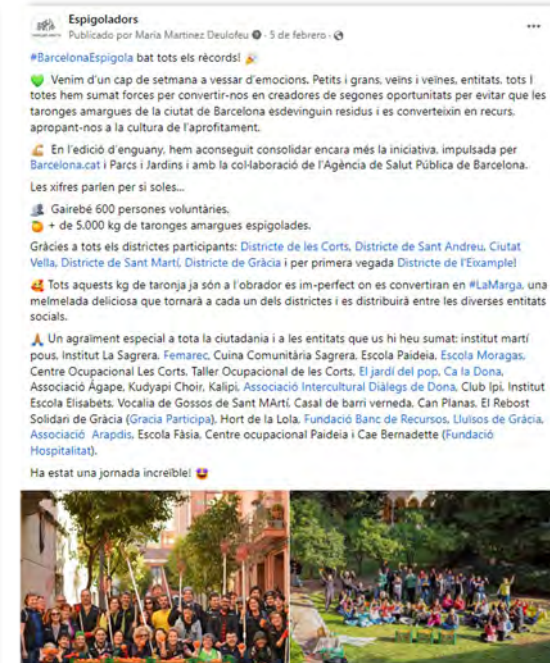 Espigoladors
Publicado por Maria Martinez Deulofeu · 5 de febrero ·
#BarcelonaEspigola bat tots els rècords!
Venim d'un cap de setmana a vessar d'emocions. Petits i grans, veïns i veïnes, entitats, tots i
totes hem sumat forces per convertir-nos en creadores de segones oportunitats per evitar que les
taronges amargues de la ciutat de Barcelona esdevinguin residus i es converteixin en recurs,
apropant-nos a la cultura de l'aprofitament.
En l'edició d'enguany, hem aconseguit consolidar encara més la iniciativa, impulsada per
Barcelona.cat i Parcs i Jardins i amb la col·laboració de l'Agència de Salut Pública de Barcelona.
Les xifres parlen per si soles...
Gairebé 600 persones voluntàries.
+ de 5.000 kg de taronges amargues espigolades.
Gràcies a tots els districtes participants: Districte de les Corts, Districte de Sant Andreu, Ciutat
Vella, Districte de Sant Martí, Districte de Gràcia i per primera vegada Districte de l'Eixample!
Tots aquests kg de taronja ja són a l'obrador es im-perfect on es convertiran en #LaMarga, una
melmelada deliciosa que tornarà a cada un dels districtes i es distribuirà entre les diverses entitats
socials.
Un agraïment especial a tota la ciutadania i a les entitats que us hi heu sumat: institut martí
pous, Institut La Sagrera, Femarec, Cuina Comunitària Sagrera, Escola Paideia, Escola Moragas,
Centre Ocupacional Les Corts, Taller Ocupacional de les Corts, El jardí del pop, Ca la Dona,
Associació Ágape, Kudyapi Choir, Kalipi, Associació Intercultural Diàlegs de Dona, Club Ipi, Institut
Escola Elisabets, Vocalia de Gossos de Sant MArtí, Casal de barri verneda, Can Planas, El Rebost
Solidari de Gràcia (Gracia Participa), Hort de la Lola, Fundació Banc de Recursos, Lluïsos de Gràcia,
Associació Arapdis, Escola Fàsia, Centre ocupacional Paideia i Cae Bernadette (Fundació
Hospitalitat).
Ha estat una jornada increïble!